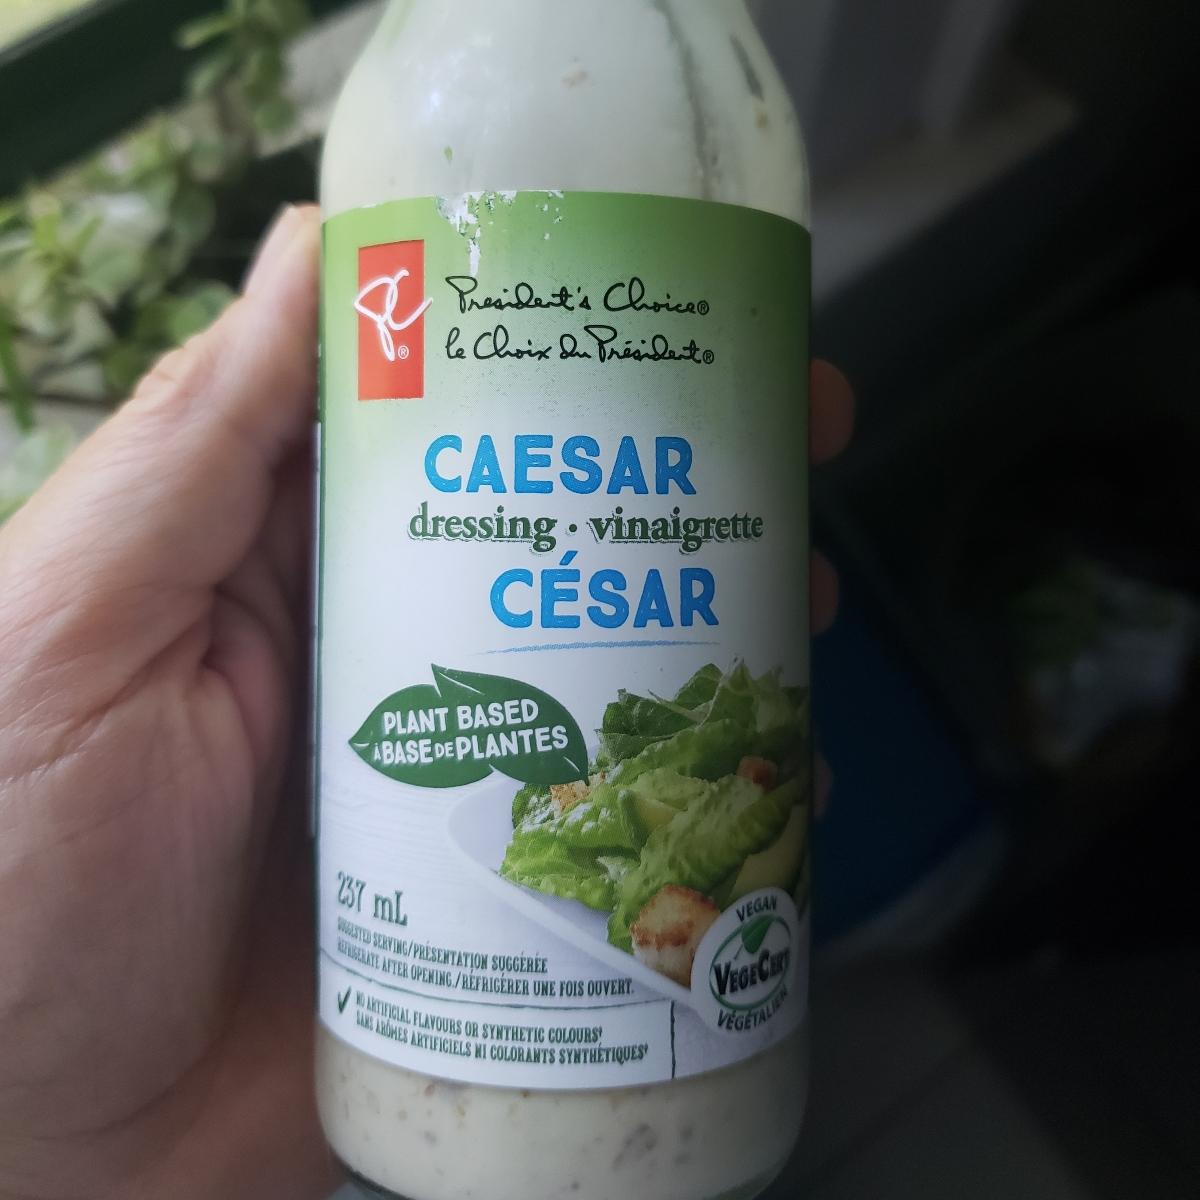 PC®
President's Choice®
le Choix du Président®
CAESAR
dressing · vinaigrette
CÉSAR
PLANT BASED
à BASE DE PLANTES
237 mL
SUGGESTED SERVING/PRÉSENTATION SUGGÉRÉE
REFRIGERATE AFTER OPENING./RÉFRIGÉRER UNE FOIS OUVERT.
✓ NO ARTIFICIAL FLAVOURS OR SYNTHETIC COLOURS†
SANS ARÔMES ARTIFICIELS NI COLORANTS SYNTHÉTIQUES†
VEGAN
VEGECERT
VÉGÉTALIEN